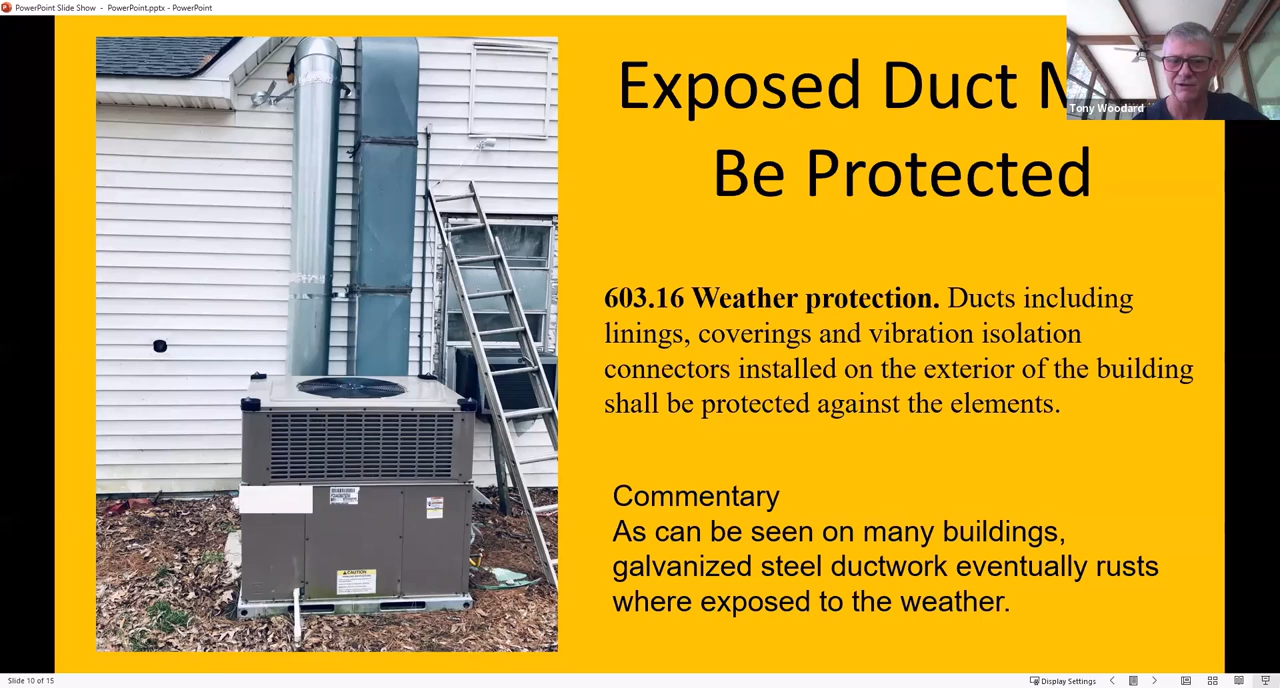 PowerPoint Slide Show - PowerPoint.pptx - PowerPoint
Exposed Duct
Be Protected
Tony Woodard
603.16 Weather protection. Ducts including
linings, coverings and vibration isolation
connectors installed on the exterior of the building
shall be protected against the elements.
Commentary
As can be seen on many buildings,
galvanized steel ductwork eventually rusts
where exposed to the weather.
CAUTION
Slide 10 of 15
Display Settings